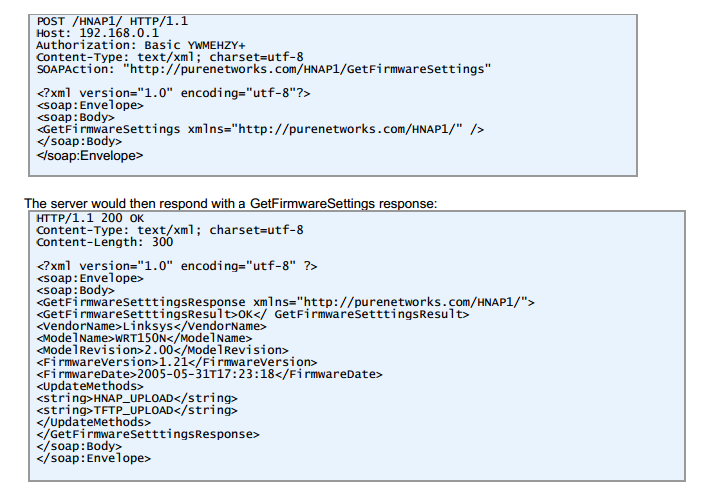 POST /HNAP1/ HTTP/1.1
Host: 192.168.0.1
Authorization: Basic YWMEHZY+
Content-Type: text/xml; charset=utf-8
SOAPAction: "http://purenetworks.com/HNAP1/GetFirmwareSettings"
<?xml version="1.0" encoding="utf-8"?>
<soap:Envelope>
<soap:Body>
<GetFirmwareSettings xmlns="http://purenetworks.com/HNAP1/" />
</soap:Body>
</soap:Envelope>
The server would then respond with a GetFirmwareSettings response:
HTTP/1.1 200 OK
Content-Type: text/xml; charset=utf-8
Content-Length: 300
<?xml version="1.0" encoding="utf-8" ?>
<soap:Envelope>
<soap:Body>
<GetFirmwareSetttingsResponse xmlns="http://purenetworks.com/HNAP1/">
<GetFirmwareSetttingsResult>OK</ GetFirmwareSetttingsResult>
<VendorName>Linksys</VendorName>
<ModelName>WRT150N</ModelName>
<ModelRevision>2.00</ModelRevision>
<FirmwareVersion>1.21</FirmwareVersion>
<FirmwareDate>2005-05-31T17:23:18</FirmwareDate>
<UpdateMethods>
<string>HNAP_UPLOAD</string>
<string>TFTP_UPLOAD</string>
</UpdateMethods>
</GetFirmwareSetttingsResponse>
</soap:Body>
</soap:Envelope>